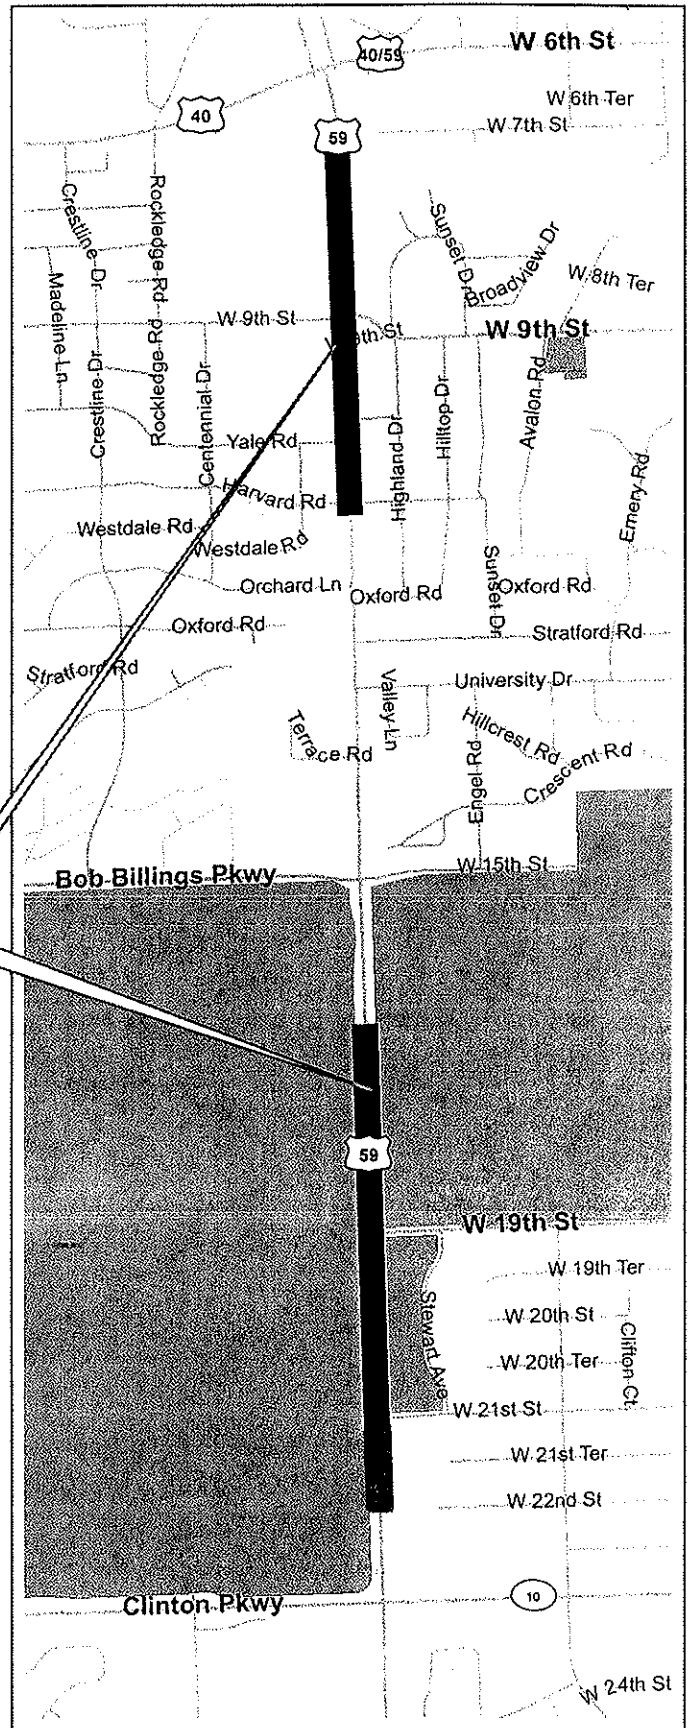 W 6th St
40/59
W 6th Ter
40
W 7th St
59
Crestline Dr
Rockledge Rd
Sunset Dr
Broadview Dr
W 8th Ter
Madeline Ln
W 9th St
9th St
W 9th St
Crestline Dr
Rockledge Rd
Centennial Dr
Highland Dr
Hilltop Dr
Avalon Rd
Yale Rd
Emery Rd
Harvard Rd
Westdale Rd
Westdale Rd
Sunset Dr
Orchard Ln
Oxford Rd
Oxford Rd
Oxford Rd
Stratford Rd
Stratford Rd
Valley Ln
University Dr
Terrace Rd
Engel Rd
Hillcrest Rd
Crescent Rd
W 15th St
Bob Billings Pkwy
59
W 19th St
W 19th Ter
Stewart Ave
W 20th St
Clifton Ct
W 20th Ter
W 21st St
W 21st Ter
W 22nd St
10
Clinton Pkwy
W 24th St